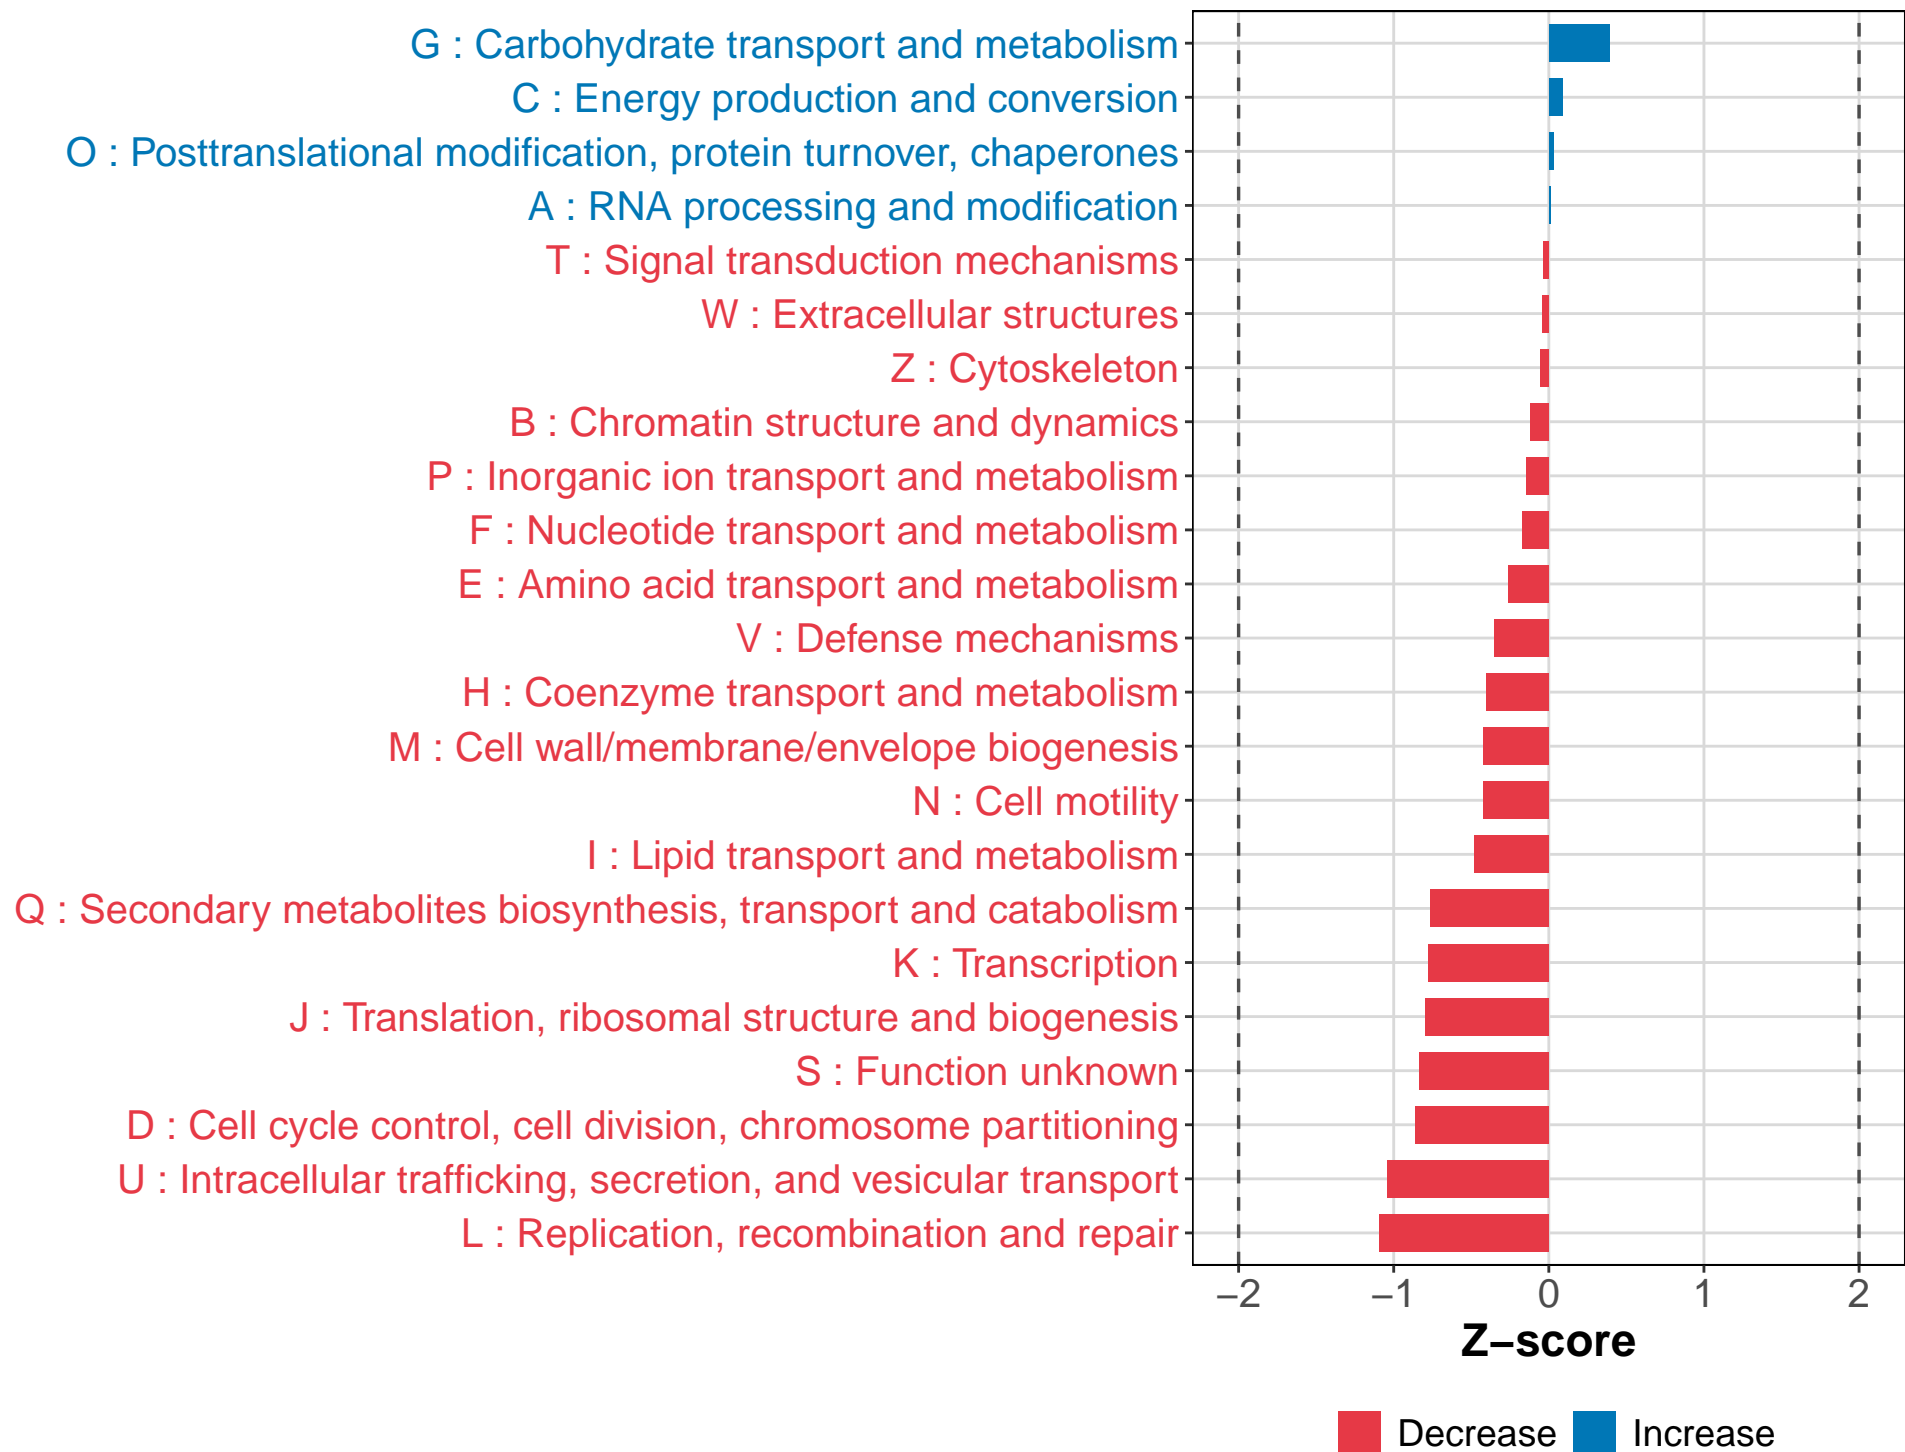 G : Carbohydrate transport and metabolism
C : Energy production and conversion
O : Posttranslational modification, protein turnover, chaperones
A : RNA processing and modification
T : Signal transduction mechanisms
W : Extracellular structures
Z : Cytoskeleton
B : Chromatin structure and dynamics
P : Inorganic ion transport and metabolism
F : Nucleotide transport and metabolism
E : Amino acid transport and metabolism
V : Defense mechanisms
H : Coenzyme transport and metabolism
M : Cell wall/membrane/envelope biogenesis
N : Cell motility
I : Lipid transport and metabolism
Q : Secondary metabolites biosynthesis, transport and catabolism
K : Transcription
J : Translation, ribosomal structure and biogenesis
S : Function unknown
D : Cell cycle control, cell division, chromosome partitioning
U : Intracellular trafficking, secretion, and vesicular transport
L : Replication, recombination and repair
−2 −1 0 1 2
Z−score
Decrease Increase